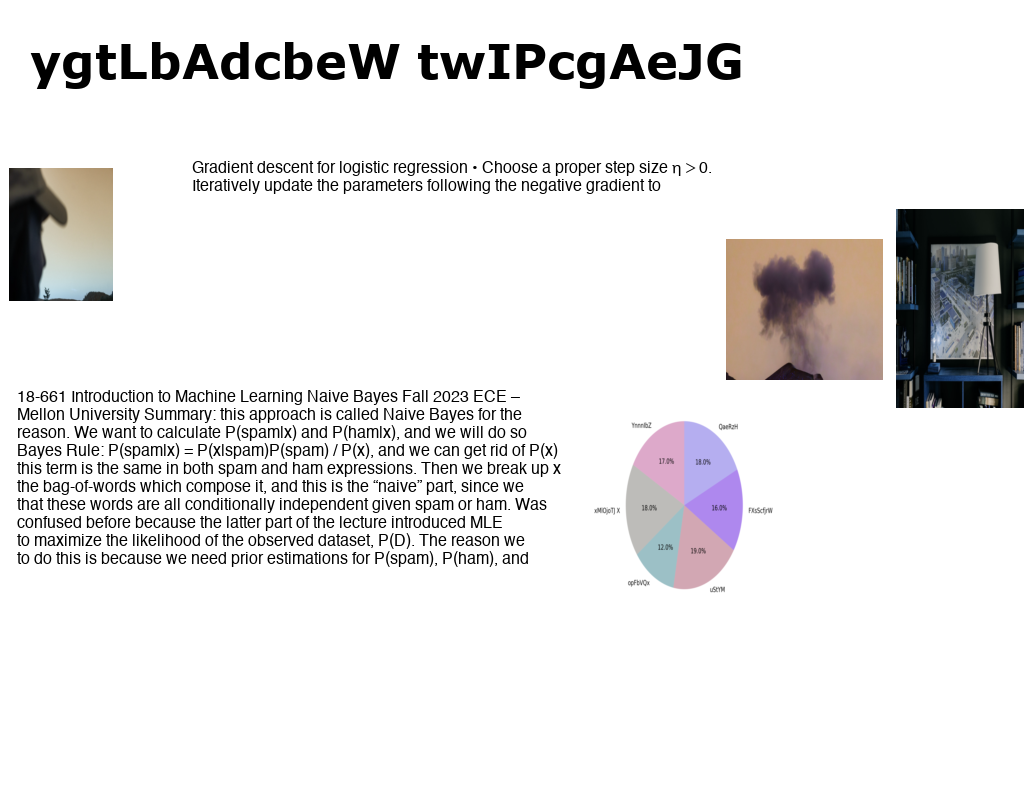 ygtLbAdcbeW twIPcgAeJG
Gradient descent for logistic regression • Choose a proper step size η > 0.
Iteratively update the parameters following the negative gradient to
18-661 Introduction to Machine Learning Naive Bayes Fall 2023 ECE –
Mellon University Summary: this approach is called Naive Bayes for the
reason. We want to calculate P(spam|x) and P(ham|x), and we will do so
Bayes Rule: P(spam|x) = P(x|spam)P(spam) / P(x), and we can get rid of P(x)
this term is the same in both spam and ham expressions. Then we break up x
the bag-of-words which compose it, and this is the “naive” part, since we
that these words are all conditionally independent given spam or ham. Was
confused before because the latter part of the lecture introduced MLE
to maximize the likelihood of the observed dataset, P(D). The reason we
to do this is because we need prior estimations for P(spam), P(ham), and
YnnnIbZ
QaeRzH
17.0%
18.0%
18.0%
16.0%
FXsScfjrW
12.0%
19.0%
opFbVQx
uStYM